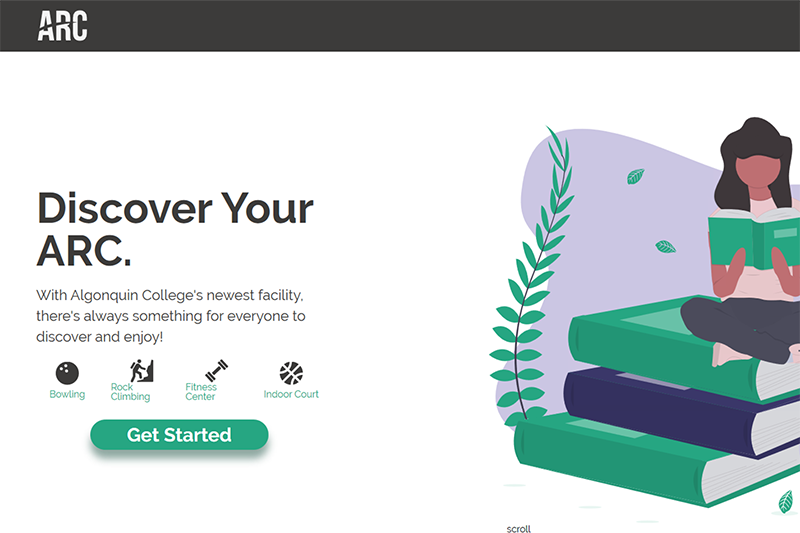 ARC
Discover Your
ARC.
With Algonquin College's newest facility,
there's always something for everyone to
discover and enjoy!
Bowling
Rock
Climbing
Fitness
Center
Indoor Court
Get Started
scroll